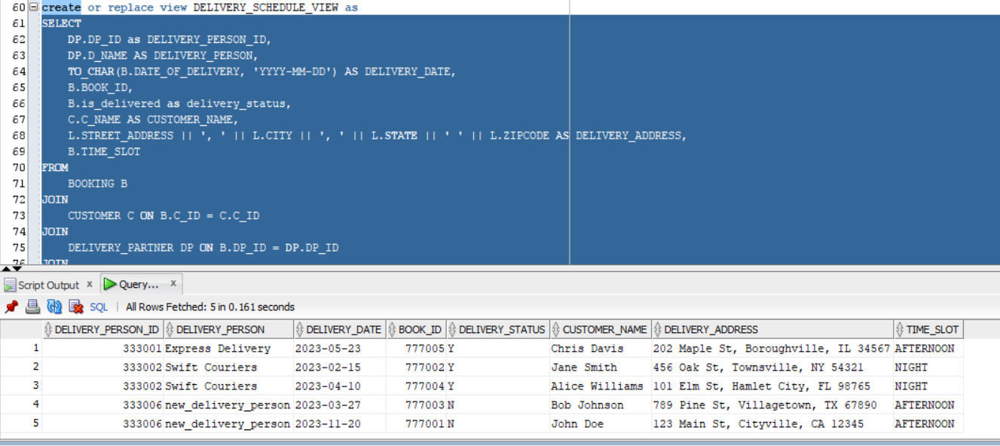 60 create or replace view DELIVERY_SCHEDULE_VIEW as
61 SELECT
62 DP.DP_ID as DELIVERY_PERSON_ID,
63 DP.D_NAME AS DELIVERY_PERSON,
64 TO_CHAR(B.DATE_OF_DELIVERY, 'YYYY-MM-DD') AS DELIVERY_DATE,
65 B.BOOK_ID,
66 B.is_delivered as delivery_status,
67 C.C_NAME AS CUSTOMER_NAME,
68 L.STREET_ADDRESS || ', ' || L.CITY || ', ' || L.STATE || ' ' || L.ZIPCODE AS DELIVERY_ADDRESS,
69 B.TIME_SLOT
70 FROM
71 BOOKING B
72 JOIN
73 CUSTOMER C ON B.C_ID = C.C_ID
74 JOIN
75 DELIVERY_PARTNER DP ON B.DP_ID = DP.DP_ID
76 JOIN
Script Output x Query... x
SQL | All Rows Fetched: 5 in 0.161 seconds
DELIVERY_PERSON_ID DELIVERY_PERSON DELIVERY_DATE BOOK_ID DELIVERY_STATUS CUSTOMER_NAME DELIVERY_ADDRESS TIME_SLOT
1 333001 Express Delivery 2023-05-23 777005 Y Chris Davis 202 Maple St, Boroughville, IL 34567 AFTERNOON
2 333002 Swift Couriers 2023-02-15 777002 Y Jane Smith 456 Oak St, Townsville, NY 54321 NIGHT
3 333002 Swift Couriers 2023-04-10 777004 Y Alice Williams 101 Elm St, Hamlet City, FL 98765 NIGHT
4 333006 new_delivery_person 2023-03-27 777003 N Bob Johnson 789 Pine St, Villagetown, TX 67890 AFTERNOON
5 333006 new_delivery_person 2023-11-20 777001 N John Doe 123 Main St, Cityville, CA 12345 AFTERNOON